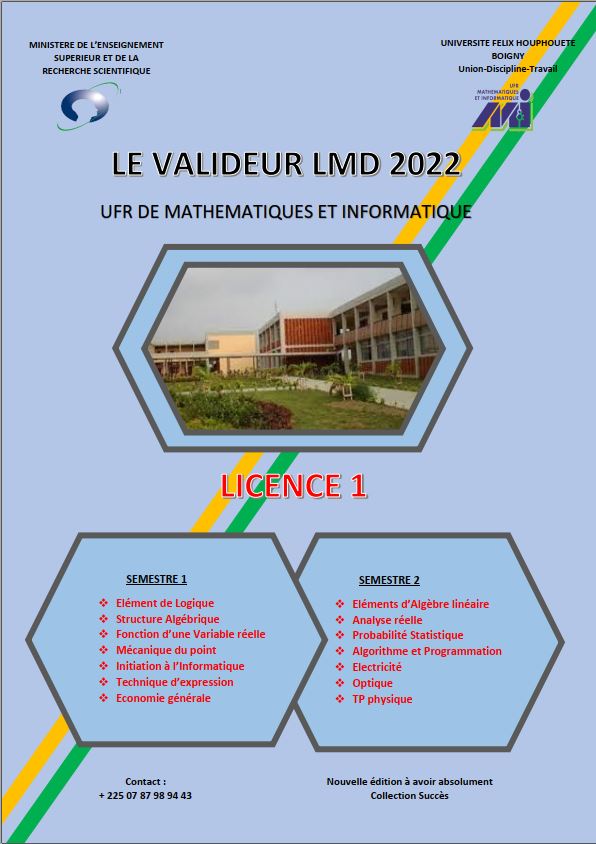 MINISTERE DE L'ENSEIGNEMENT
SUPERIEUR ET DE LA
RECHERCHE SCIENTIFIQUE
UNIVERSITE FELIX HOUPHOUETE
BOIGNY
Union-Discipline-Travail
UFR
MATHEMATIQUES
ET INFORMATIQUE
MI
LE VALIDEUR LMD 2022
UFR DE MATHEMATIQUES ET INFORMATIQUE
LICENCE 1
SEMESTRE 1
❖ Elément de Logique
❖ Structure Algébrique
❖ Fonction d'une Variable réelle
❖ Mécanique du point
❖ Initiation à l'Informatique
❖ Technique d'expression
❖ Economie générale
SEMESTRE 2
❖ Eléments d'Algèbre linéaire
❖ Analyse réelle
❖ Probabilité Statistique
❖ Algorithme et Programmation
❖ Electricité
❖ Optique
❖ TP physique
Contact :
+ 225 07 87 98 94 43
Nouvelle édition à avoir absolument
Collection Succès